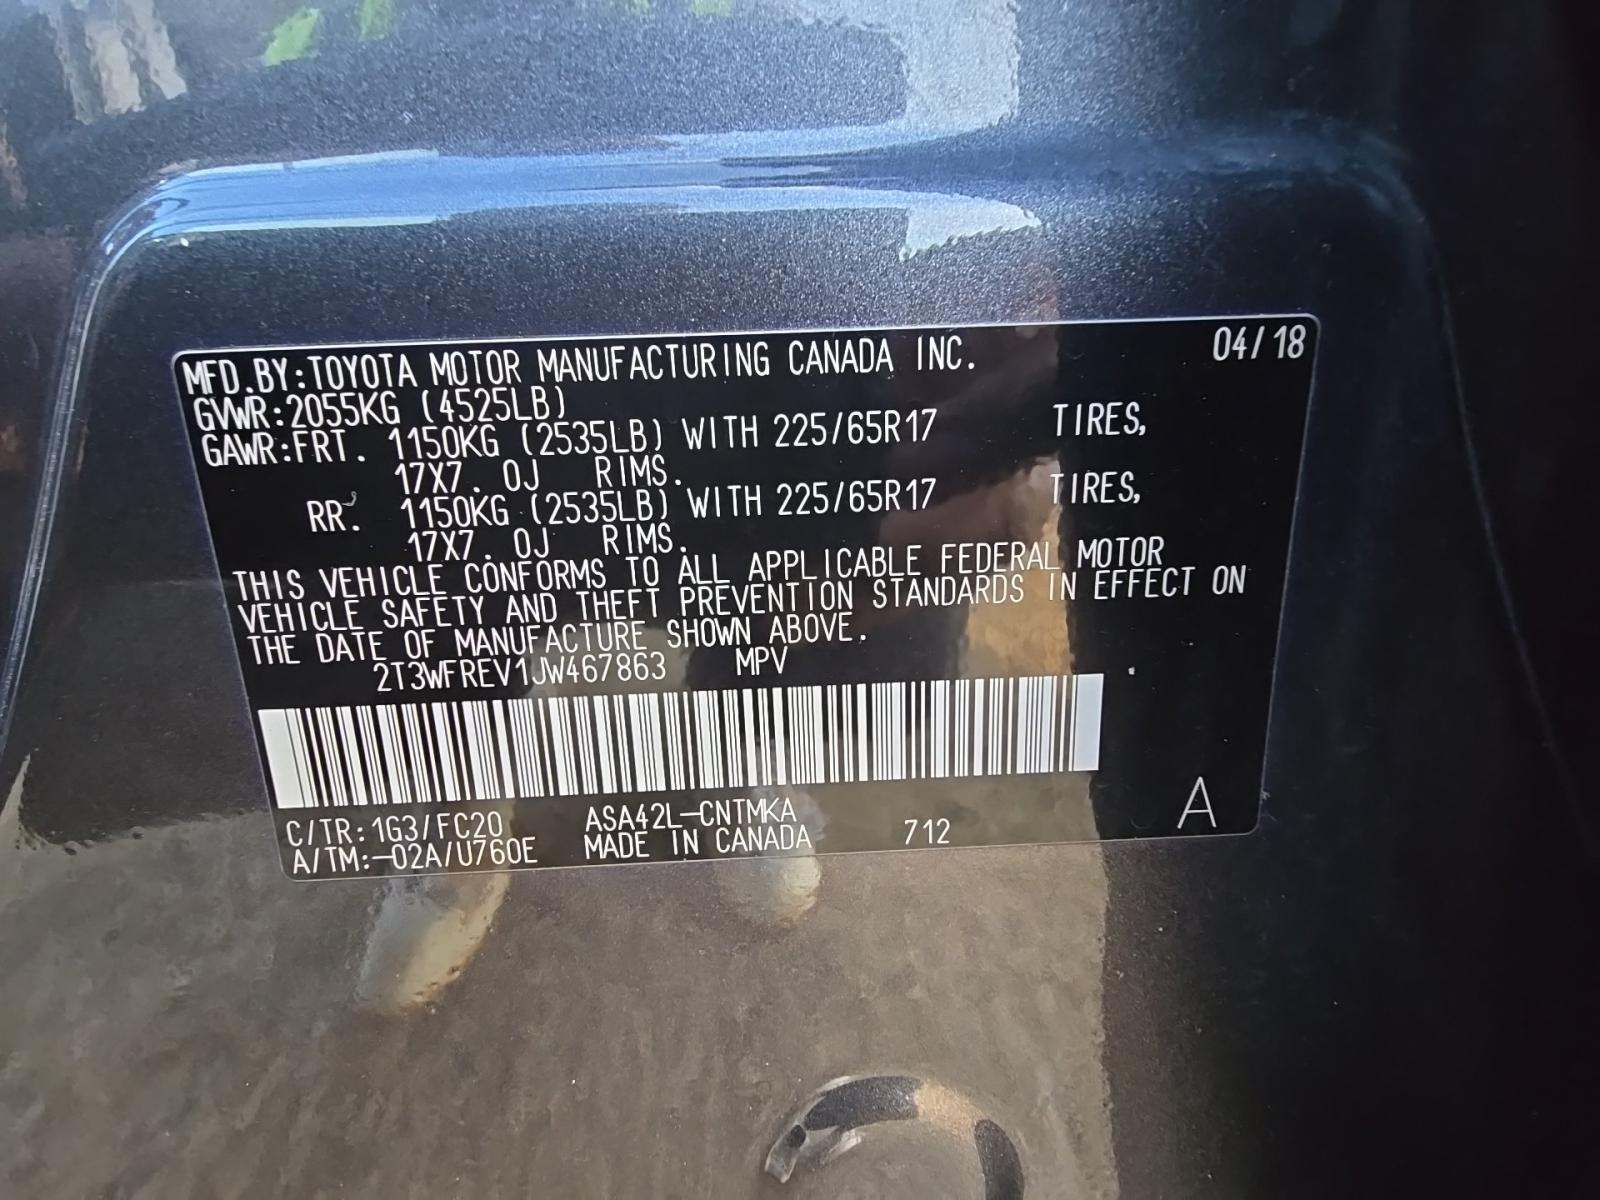 MFD.BY:TOYOTA MOTOR MANUFACTURING CANADA INC. 04/18
GVWR:2055KG (4525LB)
GAWR:FRT. 1150KG (2535LB) WITH 225/65R17 TIRES,
17X7.0J RIMS.
RR. 1150KG (2535LB) WITH 225/65R17 TIRES,
17X7.0J RIMS.
THIS VEHICLE CONFORMS TO ALL APPLICABLE FEDERAL MOTOR
VEHICLE SAFETY AND THEFT PREVENTION STANDARDS IN EFFECT ON
THE DATE OF MANUFACTURE SHOWN ABOVE.
2T3WFREV1JW467863 MPV
C/TR:1G3/FC20 ASA42L-CNTMKA
A/TM:-02A/U760E MADE IN CANADA 712 A